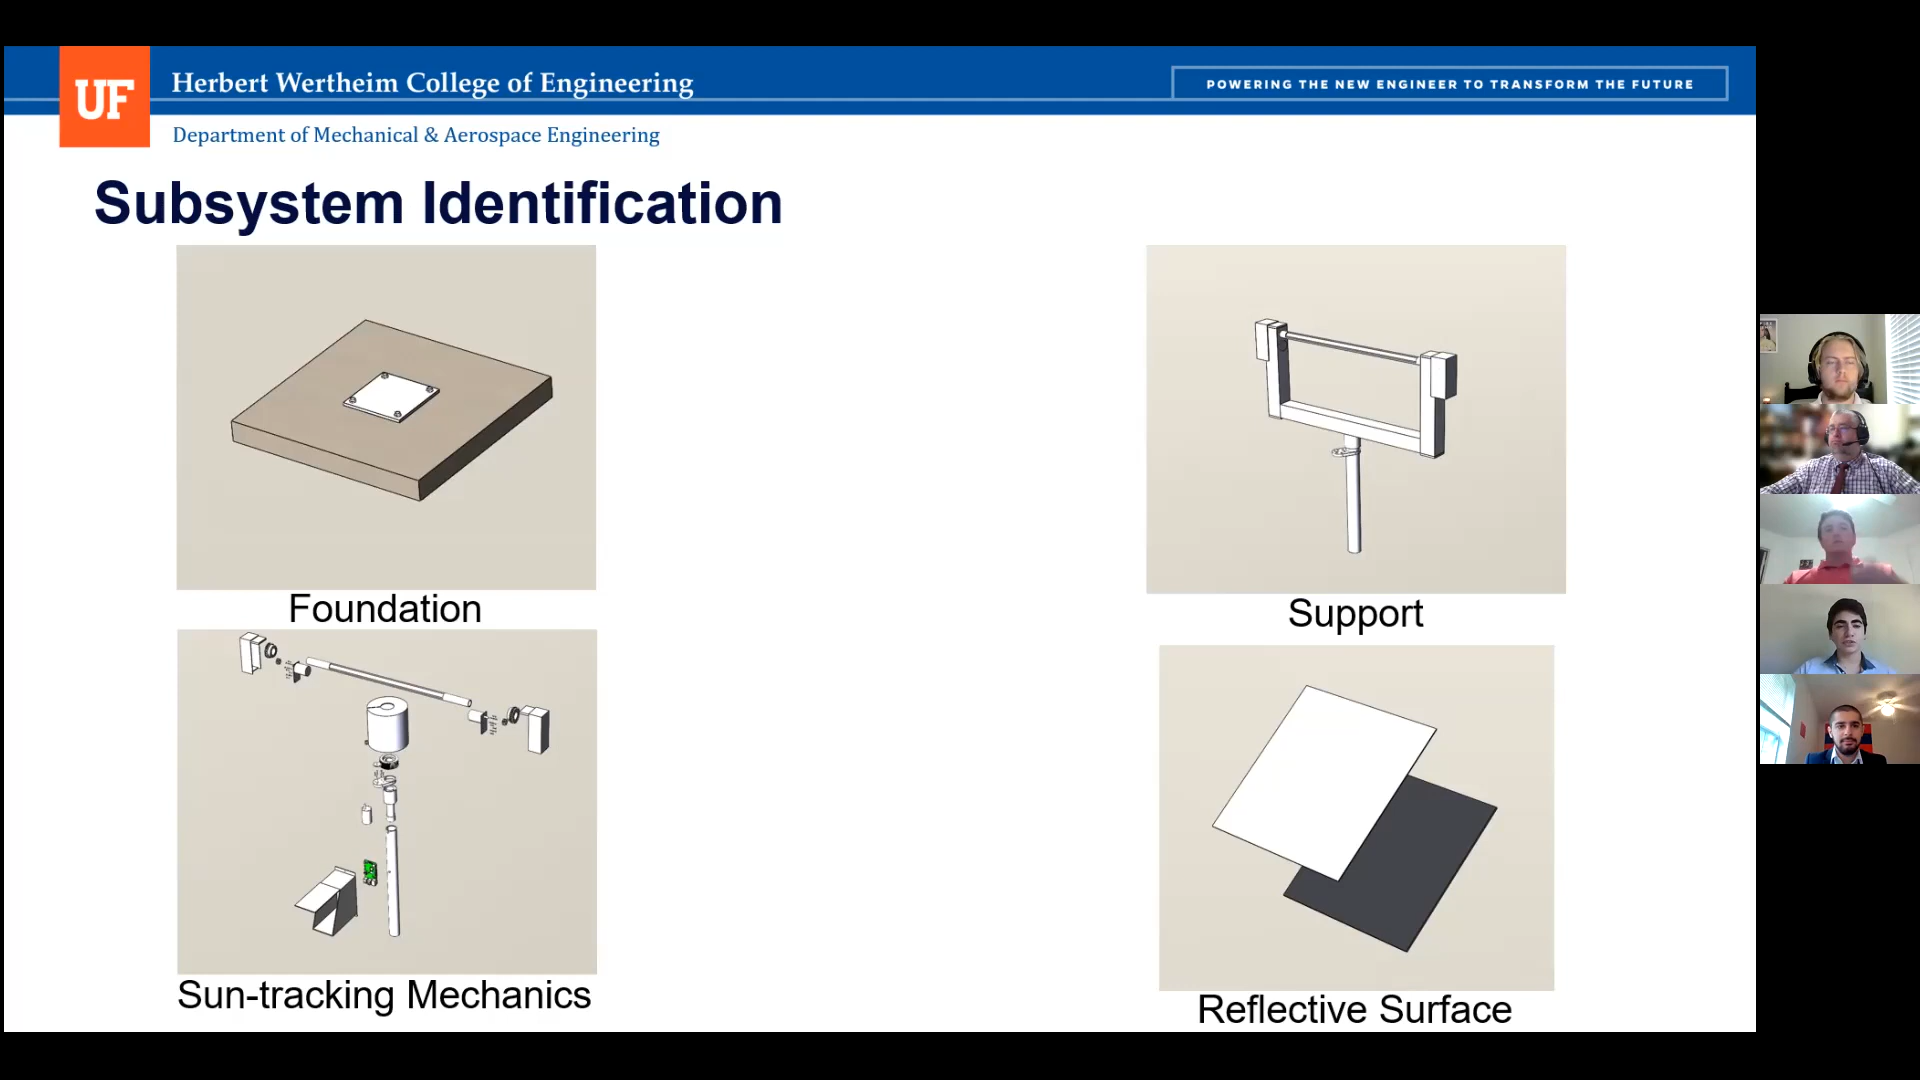 UF
Herbert Wertheim College of Engineering
POWERING THE NEW ENGINEER TO TRANSFORM THE FUTURE
Department of Mechanical & Aerospace Engineering
Subsystem Identification
Foundation
Support
Sun-tracking Mechanics
Reflective Surface